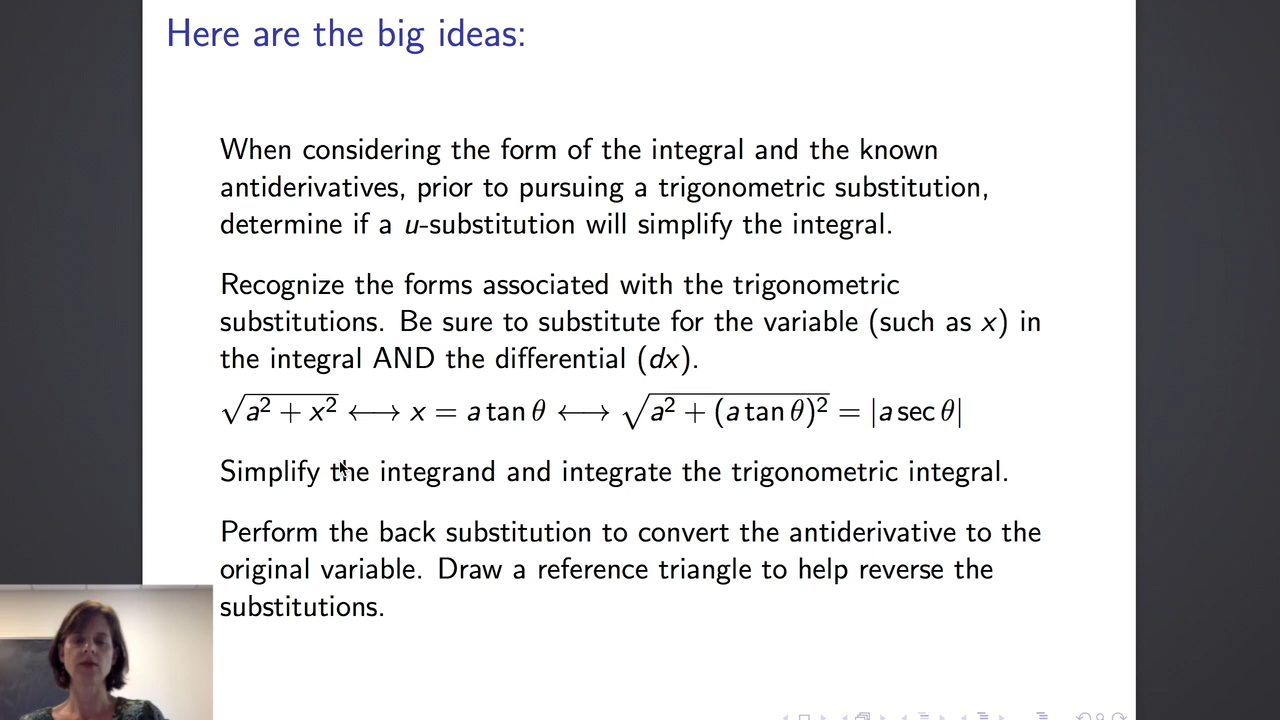 Here are the big ideas:
When considering the form of the integral and the known
antiderivatives, prior to pursuing a trigonometric substitution,
determine if a u-substitution will simplify the integral.
Recognize the forms associated with the trigonometric
substitutions. Be sure to substitute for the variable (such as x) in
the integral AND the differential (dx).
√(a² + x²) ⟷ x = a tan θ ⟷ √(a² + (a tan θ)²) = |a sec θ|
Simplify the integrand and integrate the trigonometric integral.
Perform the back substitution to convert the antiderivative to the
original variable. Draw a reference triangle to help reverse the
substitutions.